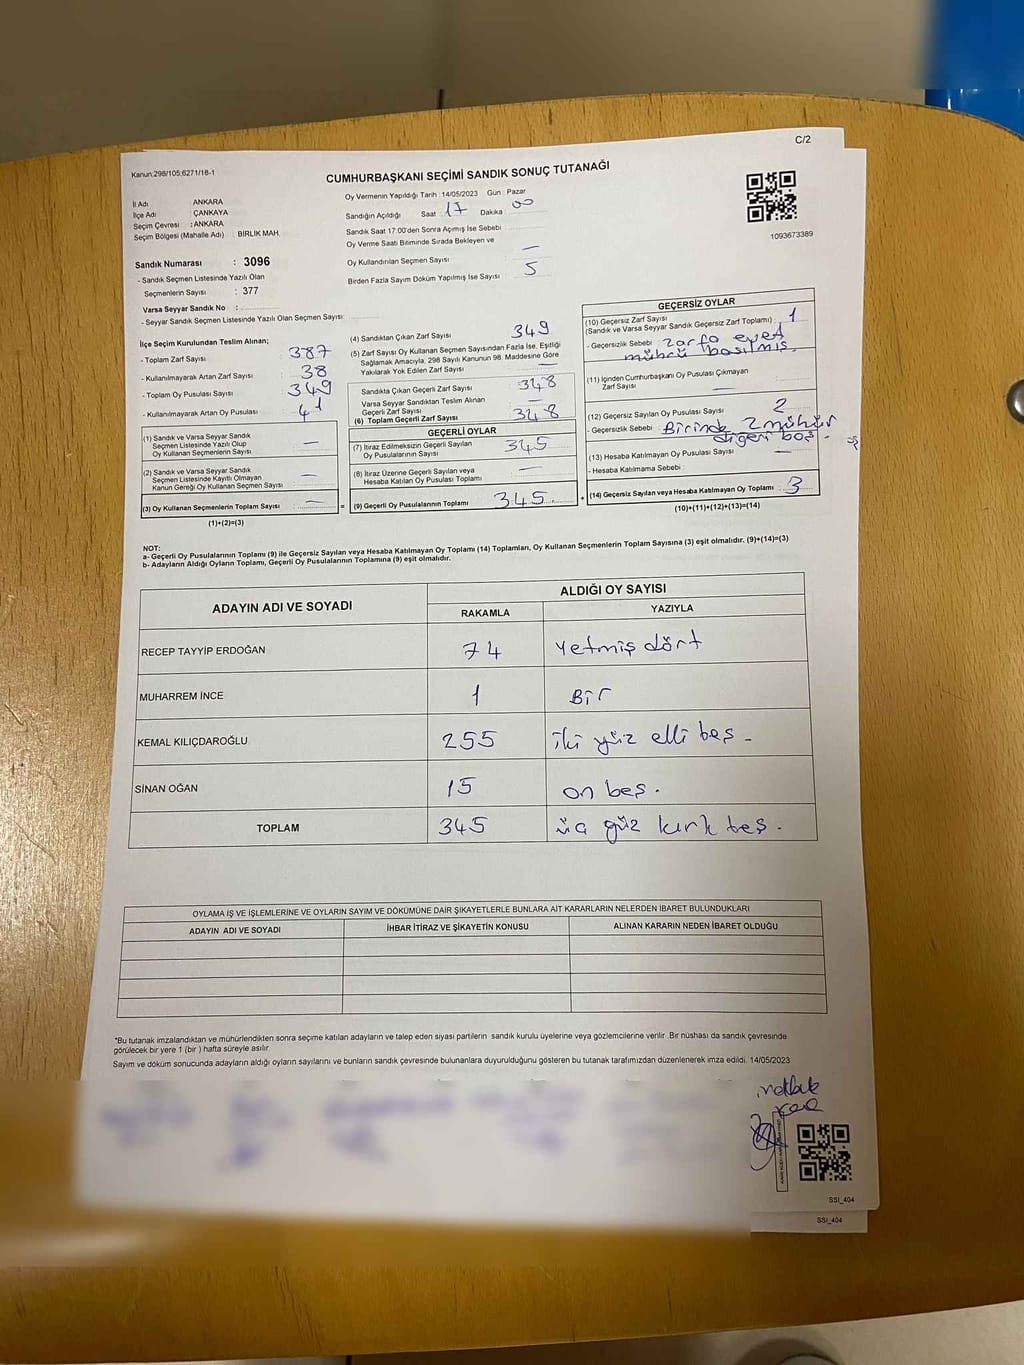 C/2
Kanun:298/105;6271/18-1
CUMHURBAŞKANI SEÇİMİ SANDIK SONUÇ TUTANAĞI
İl Adı : ANKARA
İlçe Adı : ÇANKAYA
Seçim Çevresi : ANKARA
Seçim Bölgesi (Mahalle Adı) : BİRLİK MAH.
Sandık Numarası : 3096
- Sandık Seçmen Listesinde Yazılı Olan
Seçmenlerin Sayısı : 377
Varsa Seyyar Sandık No :
- Seyyar Sandık Seçmen Listesinde Yazılı Olan Seçmen Sayısı:
Oy Vermenin Yapıldığı Tarih : 14/05/2023 Gün : Pazar
Sandığın Açıldığı Saat 17 Dakika 00
Sandık Saat 17:00'den Sonra Açımış İse Sebebi :
Oy Verme Saati Bitiminde Sırada Bekleyen ve
Oy Kullandırılan Seçmen Sayısı : —
Birden Fazla Sayım Döküm Yapılmış İse Sayısı : 5
1093673389
İlçe Seçim Kurulundan Teslim Alınan;
- Toplam Zarf Sayısı : 387
- Kullanılmayarak Artan Zarf Sayısı : 38
- Toplam Oy Pusulası Sayısı : 349
- Kullanılmayarak Artan Oy Pusulası : 41
(1) Sandık ve Varsa Seyyar Sandık
Seçmen Listesinde Yazılı Olup
Oy Kullanan Seçmenlerin Sayısı : —
(2) Sandık ve Varsa Seyyar Sandık
Seçmen Listesinde Kayıtlı Olmayan
Kanun Gereği Oy Kullanan Seçmen Sayısı : —
(3) Oy Kullanan Seçmenlerin Toplam Sayısı : —
(1)+(2)=(3)
(4) Sandıktan Çıkan Zarf Sayısı : 349
(5) Zarf Sayısı Oy Kullanan Seçmen Sayısından Fazla İse, Eşitliği
Sağlamak Amacıyla, 298 Sayılı Kanunun 98. Maddesine Göre
Yakılarak Yok Edilen Zarf Sayısı : —
Sandıkta Çıkan Geçerli Zarf Sayısı : 348
Varsa Seyyar Sandıktan Teslim Alınan
Geçerli Zarf Sayısı : —
(6) Toplam Geçerli Zarf Sayısı : 348
GEÇERLİ OYLAR
(7) İtiraz Edilmeksizin Geçerli Sayılan
Oy Pusulalarının Sayısı : 345
(8) İtiraz Üzerine Geçerli Sayılan veya
Hesaba Katılan Oy Pusulası Toplamı : —
= (9) Geçerli Oy Pusulalarının Toplamı : 345. +
GEÇERSİZ OYLAR
(10) Geçersiz Zarf Sayısı
(Sandık ve Varsa Seyyar Sandık Geçersiz Zarf Toplamı) : 1
- Geçersizlik Sebebi : Zarfa evet
mührü basılmış.
(11) İçinden Cumhurbaşkanı Oy Pusulası Çıkmayan
Zarf Sayısı : —
(12) Geçersiz Sayılan Oy Pusulası Sayısı : 2
- Geçersizlik Sebebi : Birinde 2 mühür
diğeri boş.
(13) Hesaba Katılmayan Oy Pusulası Sayısı : —
- Hesaba Katılmama Sebebi :
(14) Geçersiz Sayılan veya Hesaba Katılmayan Oy Toplamı : 3
(10)+(11)+(12)+(13)=(14)
NOT:
a- Geçerli Oy Pusulalarının Toplamı (9) ile Geçersiz Sayılan veya Hesaba Katılmayan Oy Toplamı (14) Toplamları, Oy Kullanan Seçmenlerin Toplam Sayısına (3) eşit olmalıdır. (9)+(14)=(3)
b- Adayların Aldığı Oyların Toplamı, Geçerli Oy Pusulalarının Toplamına (9) eşit olmalıdır.
ADAYIN ADI VE SOYADI
ALDIĞI OY SAYISI
RAKAMLA YAZIYLA
RECEP TAYYİP ERDOĞAN 74 Yetmiş dört
MUHARREM İNCE 1 Bir
KEMAL KILIÇDAROĞLU 255 iki yüz elli beş -
SİNAN OĞAN 15 on beş.
TOPLAM 345 üç yüz kırk beş.
OYLAMA İŞ VE İŞLEMLERİNE VE OYLARIN SAYIM VE DÖKÜMÜNE DAİR ŞİKAYETLERLE BUNLARA AİT KARARLARIN NELERDEN İBARET BULUNDUKLARI
ADAYIN ADI VE SOYADI İHBAR İTİRAZ VE ŞİKAYETİN KONUSU ALINAN KARARIN NEDEN İBARET OLDUĞU
*Bu tutanak imzalandıktan ve mühürlendikten sonra seçime katılan adayların ve talep eden siyasi partilerin sandık kurulu üyelerine veya gözlemcilerine verilir. Bir nüshası da sandık çevresinde
görülecek bir yere 1 (bir ) hafta süreyle asılır.
Sayım ve döküm sonucunda adayların aldığı oyların sayılarını ve bunların sandık çevresinde bulunanlara duyurulduğunu gösteren bu tutanak tarafımızdan düzenlenerek imza edildi. 14/05/2023
SSI_404
SSI_404